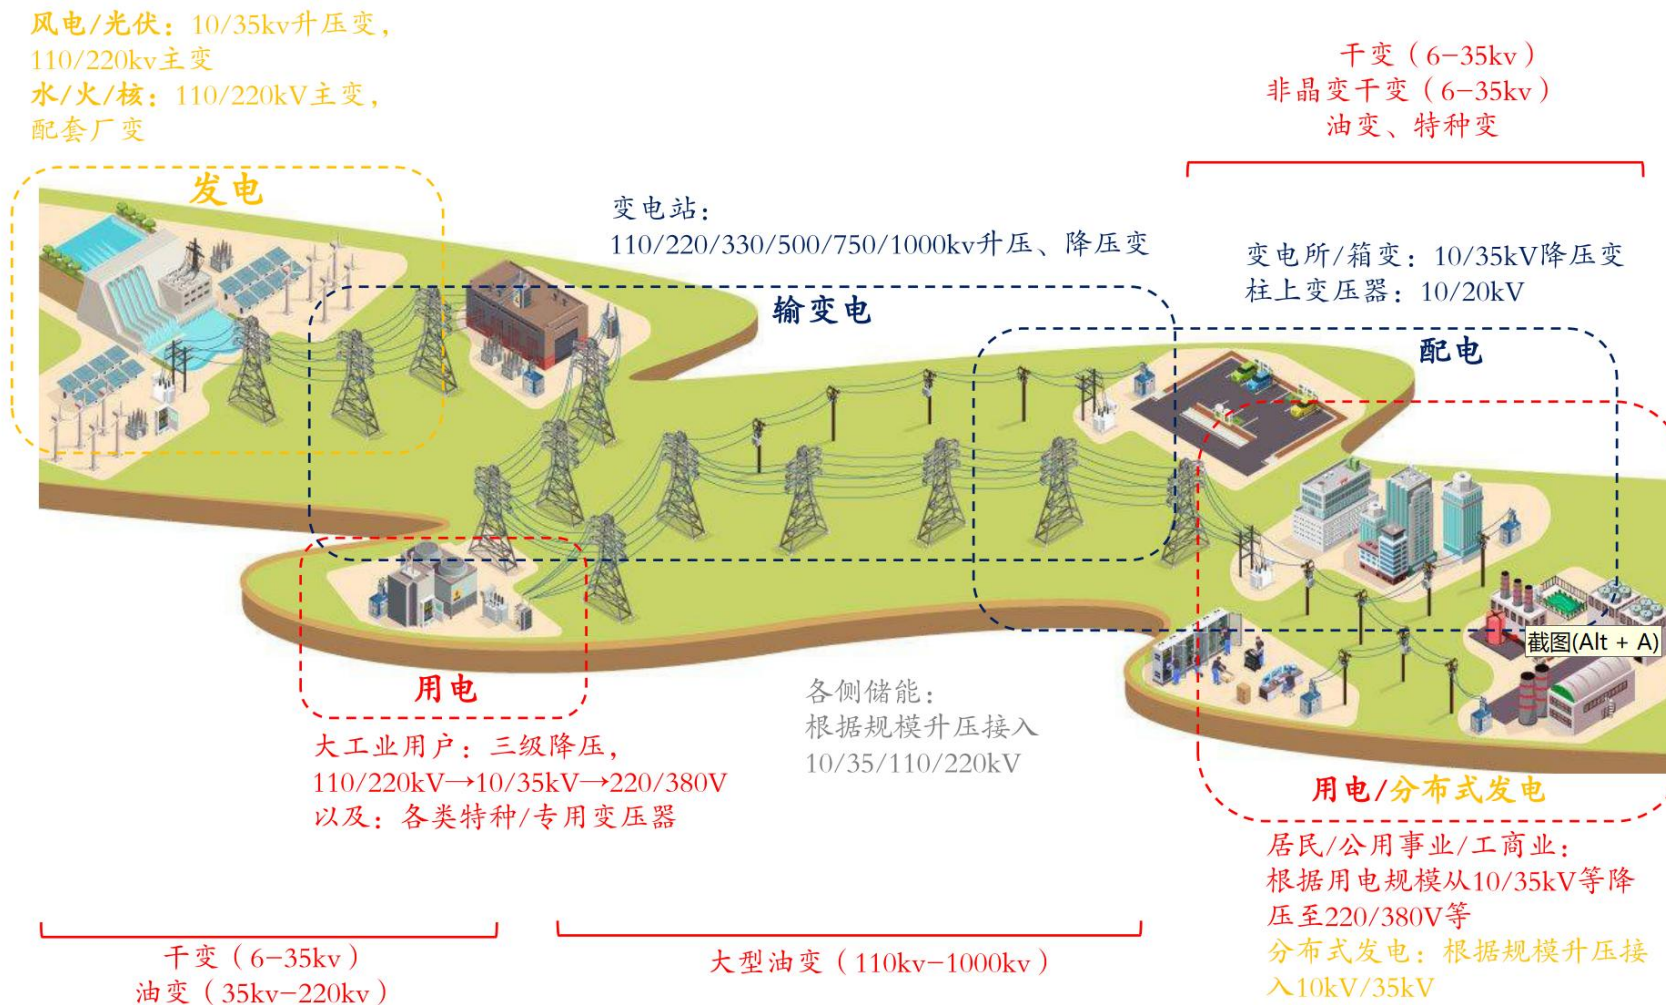 风电/光伏：10/35kv升压变，
110/220kv主变
水/火/核：110/220kV主变，
配套厂变
干变（6-35kv）
非晶变干变（6-35kv）
油变、特种变
发电
变电站：
110/220/330/500/750/1000kv升压、降压变
变电所/箱变：10/35kV降压变
柱上变压器：10/20kV
输变电
配电
截图(Alt + A)
用电
大工业用户：三级降压，
110/220kV→10/35kV→220/380V
以及：各类特种/专用变压器
各侧储能：
根据规模升压接入
10/35/110/220kV
用电/分布式发电
居民/公用事业/工商业：
根据用电规模从10/35kV等降
压至220/380V等
分布式发电：根据规模升压接
入10kV/35kV
干变（6-35kv）
油变（35kv-220kv）
大型油变（110kv-1000kv）